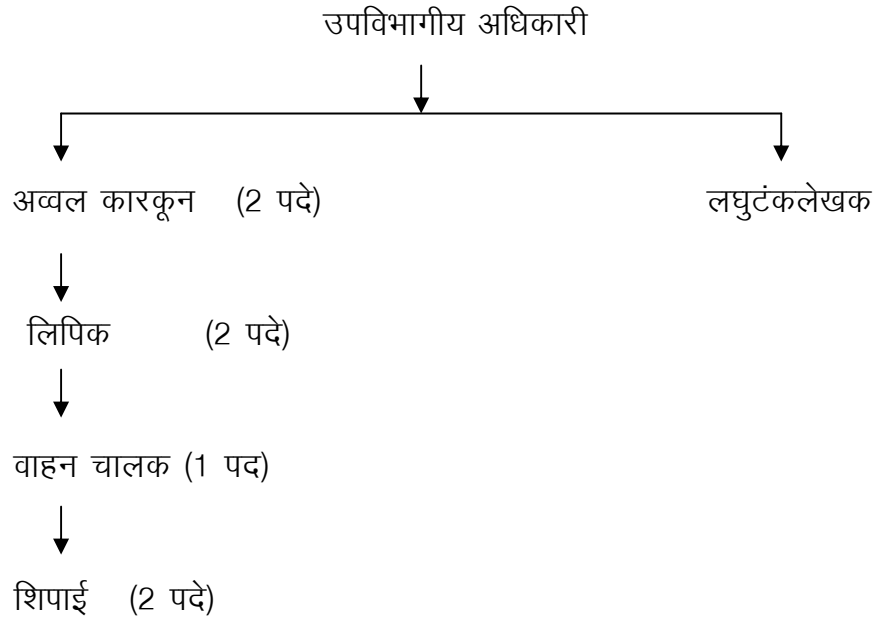 उपविभागीय अधिकारी
अव्वल कारकून (2 पदे) लघुटंकलेखक
लिपिक (2 पदे)
वाहन चालक (1 पद)
शिपाई (2 पदे)